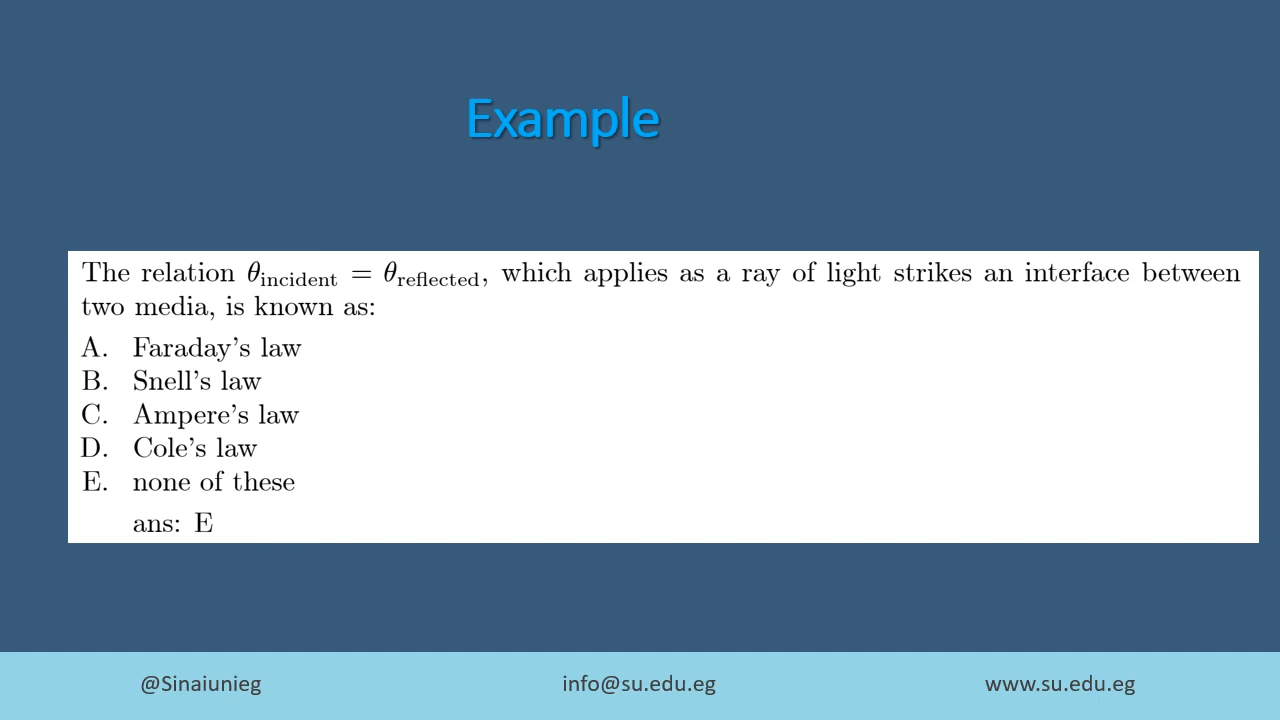 Example
The relation θincident = θreflected, which applies as a ray of light strikes an interface between
two media, is known as:
A. Faraday's law
B. Snell's law
C. Ampere's law
D. Cole's law
E. none of these
ans: E
@Sinaiunieg info@su.edu.eg www.su.edu.eg